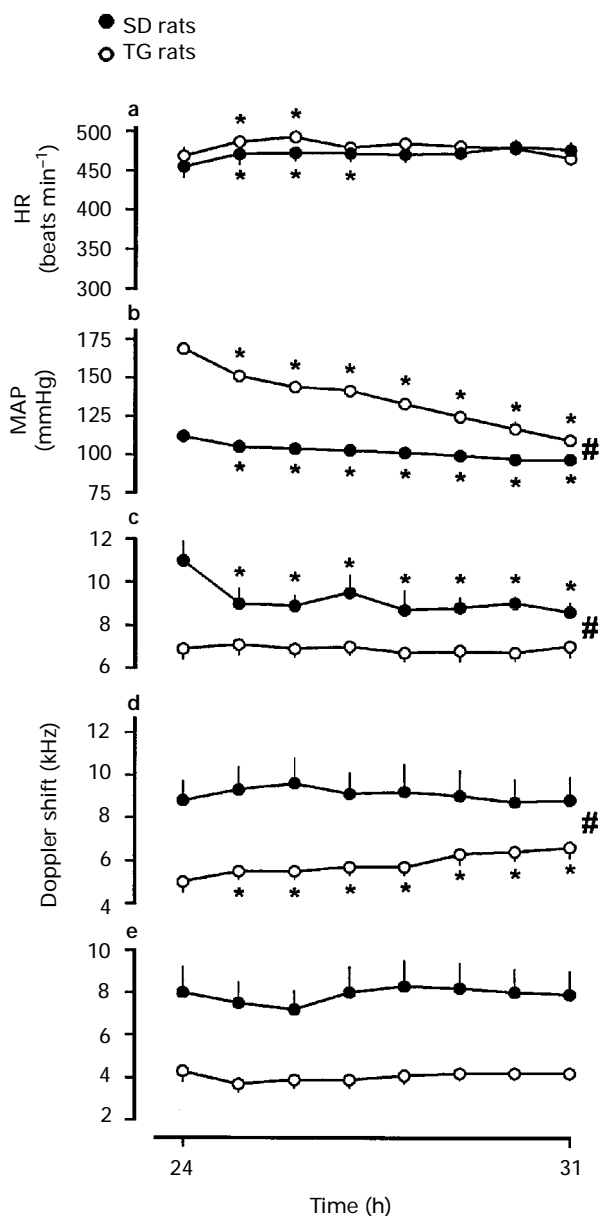 SD rats
TG rats
a
* *
500
450
400
350
300
HR
(beats min⁻¹)
* * *
b
175
150
125
100
75
MAP
(mmHg)
* * * * * * *
#
* * * * * * *
c
12
10
8
6
* * * * * * *
#
d
12
10
8
6
4
Doppler shift (kHz)
#
* * * * * * *
e
10
8
6
4
2
24 31
Time (h)